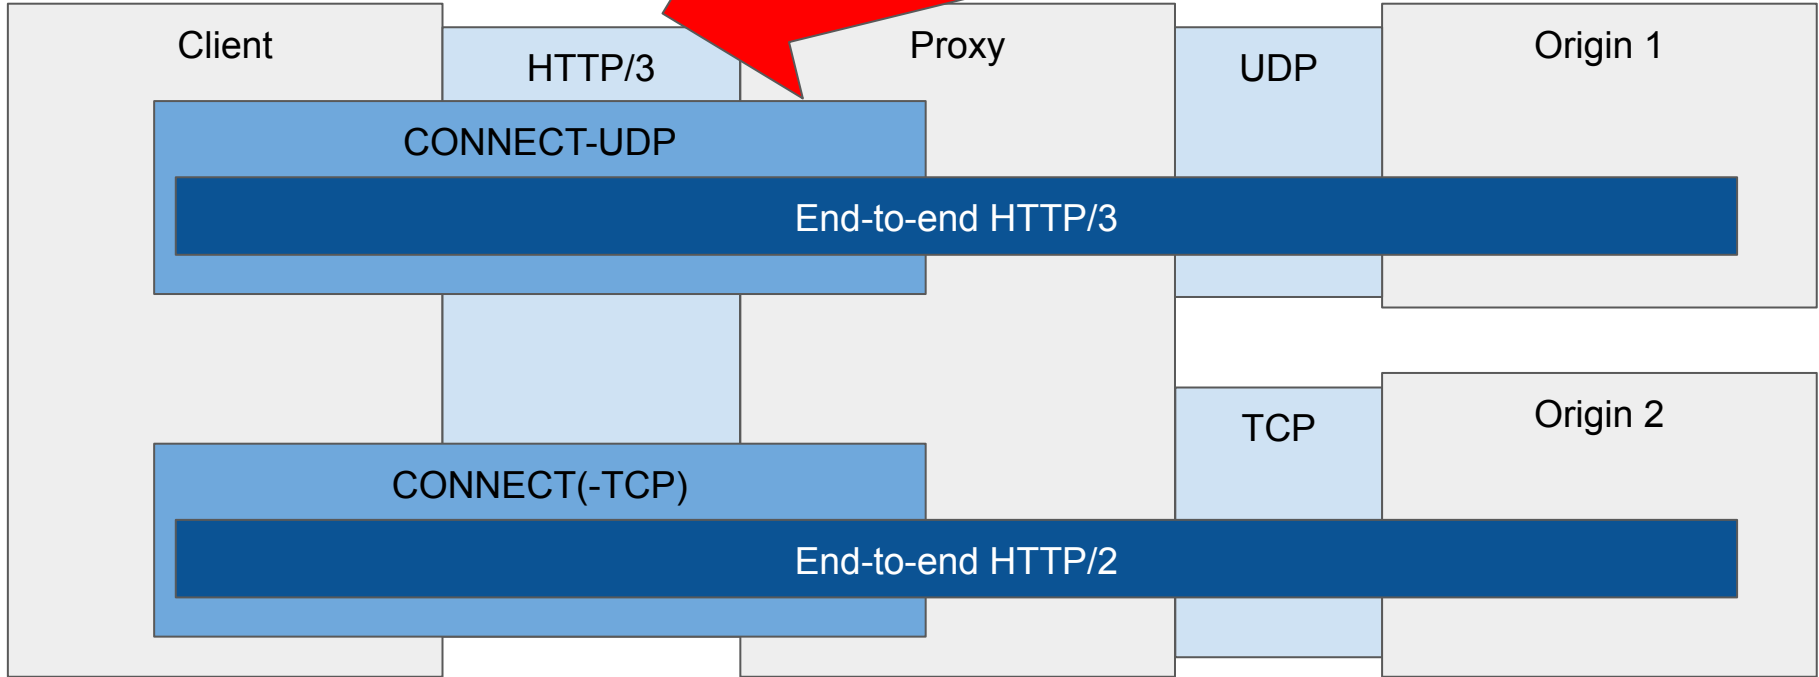 Client
HTTP/3
Proxy
UDP
Origin 1
CONNECT-UDP
End-to-end HTTP/3
TCP
Origin 2
CONNECT(-TCP)
End-to-end HTTP/2